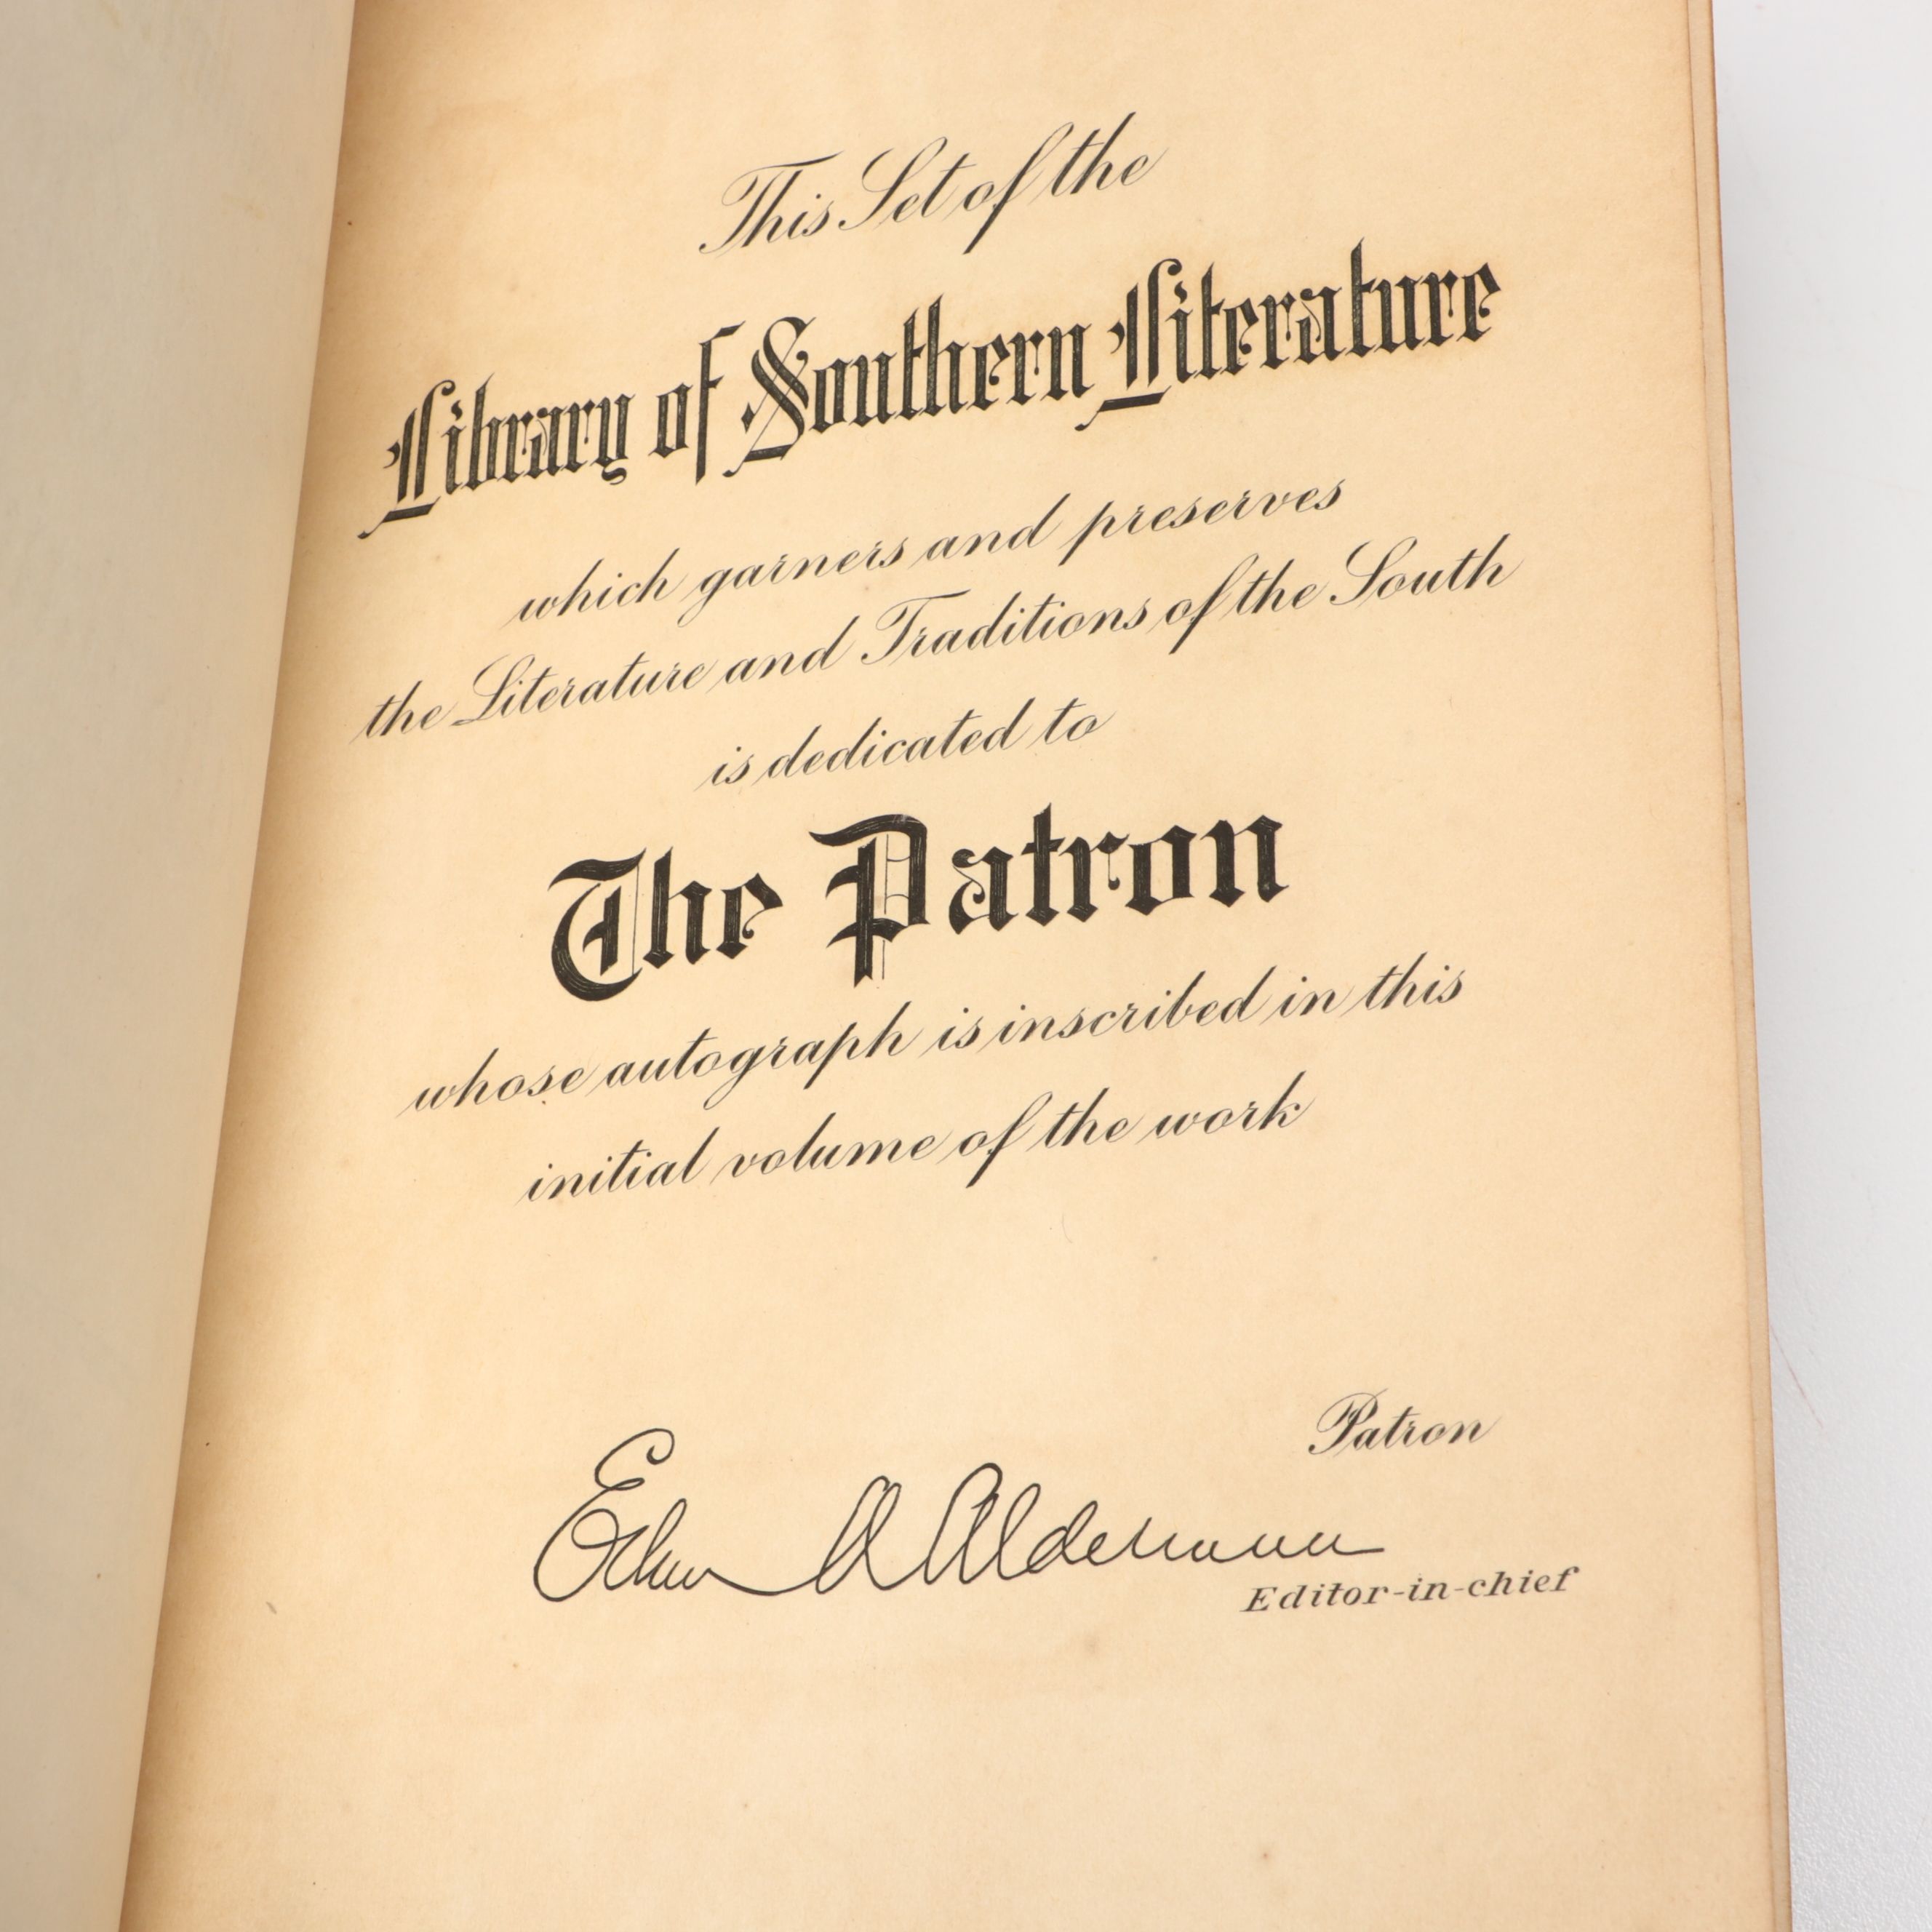 This Set of the
Library of Southern Literature
which garners and preserves
the Literature and Traditions of the South
is dedicated to
The Patron
whose autograph is inscribed in this
initial volume of the work
Patron
Edwin A Alderman
Editor-in-chief